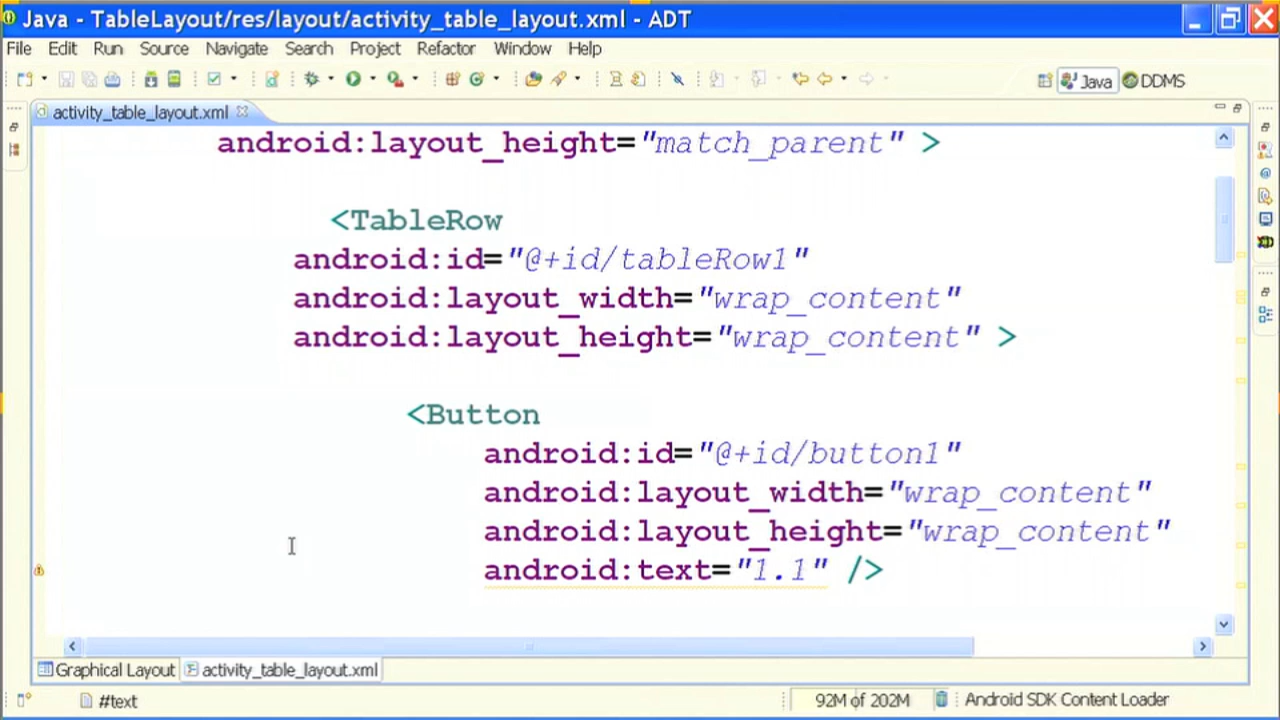 Java - TableLayout/res/layout/activity_table_layout.xml - ADT
File Edit Run Source Navigate Search Project Refactor Window Help
Java DDMS
activity_table_layout.xml
android:layout_height="match_parent" >
<TableRow
android:id="@+id/tableRow1"
android:layout_width="wrap_content"
android:layout_height="wrap_content" >
<Button
android:id="@+id/button1"
android:layout_width="wrap_content"
android:layout_height="wrap_content"
android:text="1.1" />
Graphical Layout activity_table_layout.xml
#text 92M of 202M Android SDK Content Loader